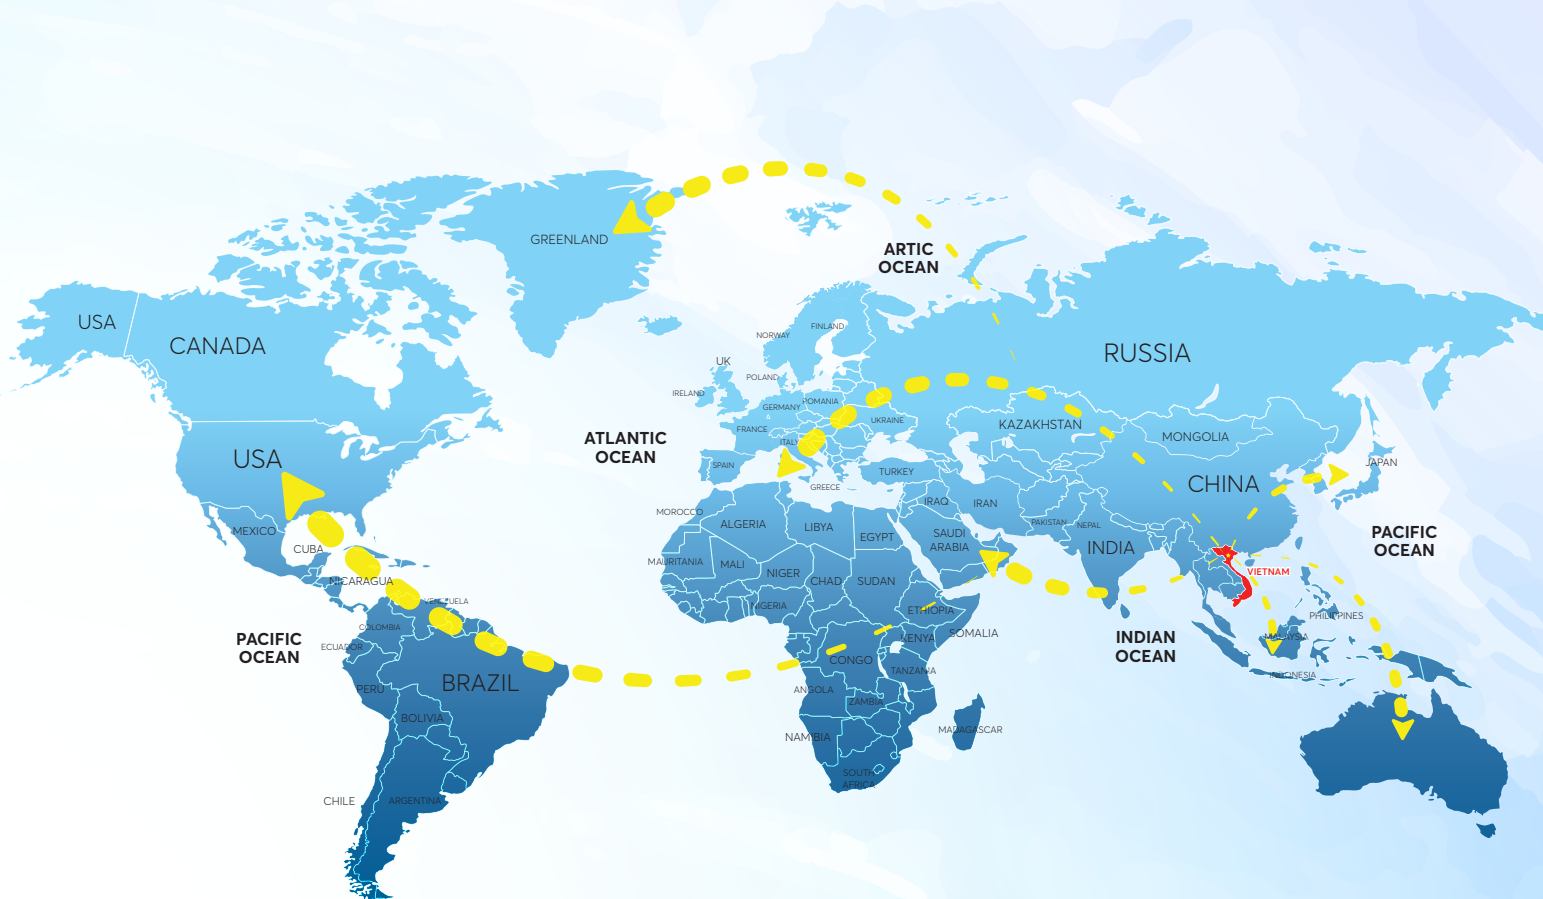 GREENLAND
ARTIC
OCEAN
USA
CANADA
NORWAY
FINLAND
RUSSIA
UK
IRELAND
POLAND
GERMANY
ROMANIA
UKRAINE
FRANCE
ITALY
SPAIN
GREECE
TURKEY
KAZAKHSTAN
MONGOLIA
ATLANTIC
OCEAN
USA
CHINA
JAPAN
MEXICO
CUBA
NICARAGUA
MOROCCO
ALGERIA
LIBYA
EGYPT
IRAQ
IRAN
SAUDI
ARABIA
PAKISTAN
NEPAL
INDIA
PACIFIC
OCEAN
MAURITANIA
MALI
NIGER
CHAD
SUDAN
NIGERIA
ETHIOPIA
VIETNAM
VENEZUELA
COLOMBIA
ECUADOR
PACIFIC
OCEAN
KENYA
SOMALIA
INDIAN
OCEAN
PHILIPPINES
MALAYSIA
INDONESIA
BRAZIL
PERU
BOLIVIA
CONGO
TANZANIA
ANGOLA
ZAMBIA
NAMIBIA
MADAGASCAR
SOUTH
AFRICA
CHILE
ARGENTINA